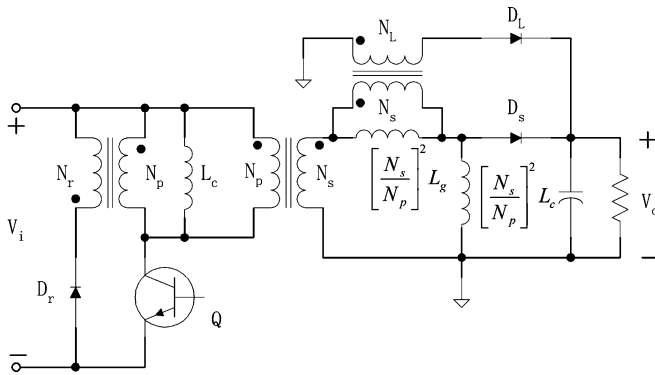 N_L
D_L
N_s
D_s
+
N_r
N_p
L_c
N_p
N_s
[N_s/N_p]^2 L_g
[N_s/N_p]^2 L_c
+
V_i
V_o
D_r
Q
−
−